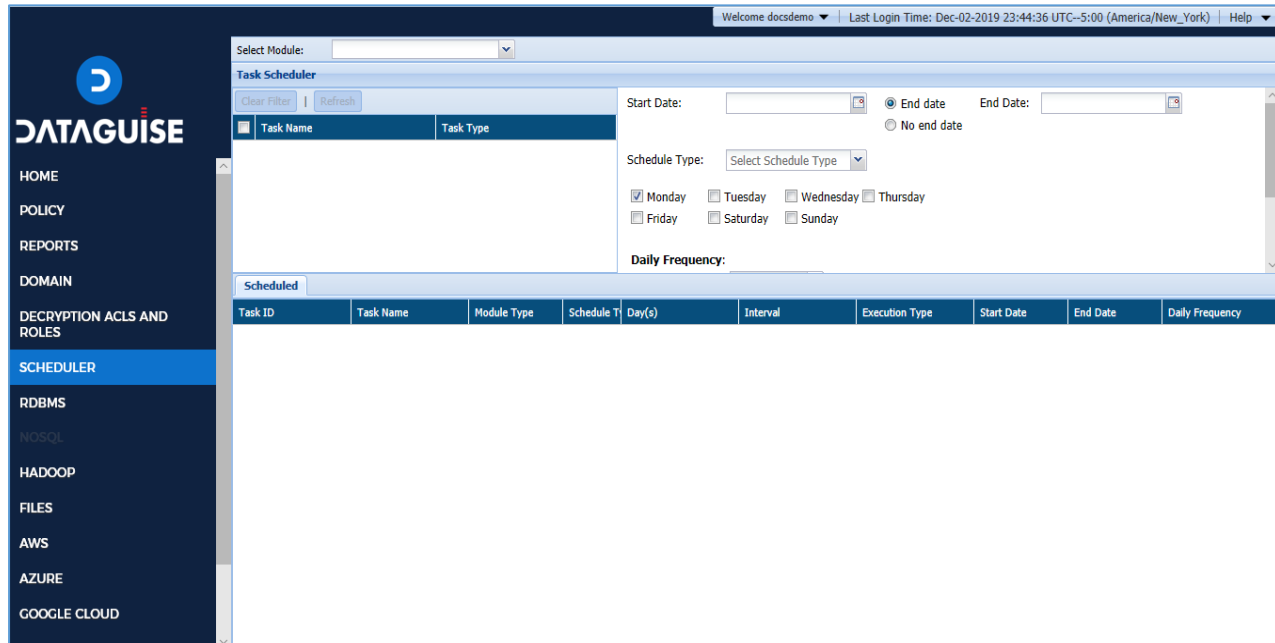 Welcome docsdemo | Last Login Time: Dec-02-2019 23:44:36 UTC--5:00 (America/New_York) | Help
DATAGUISE
HOME
POLICY
REPORTS
DOMAIN
DECRYPTION ACLS AND
ROLES
SCHEDULER
RDBMS
NOSQL
HADOOP
FILES
AWS
AZURE
GOOGLE CLOUD
Select Module:
Task Scheduler
Clear Filter | Refresh
Task Name Task Type
Start Date: End date End Date:
No end date
Schedule Type: Select Schedule Type
Monday Tuesday Wednesday Thursday
Friday Saturday Sunday
Daily Frequency:
Scheduled
Task ID Task Name Module Type Schedule Ty Day(s) Interval Execution Type Start Date End Date Daily Frequency